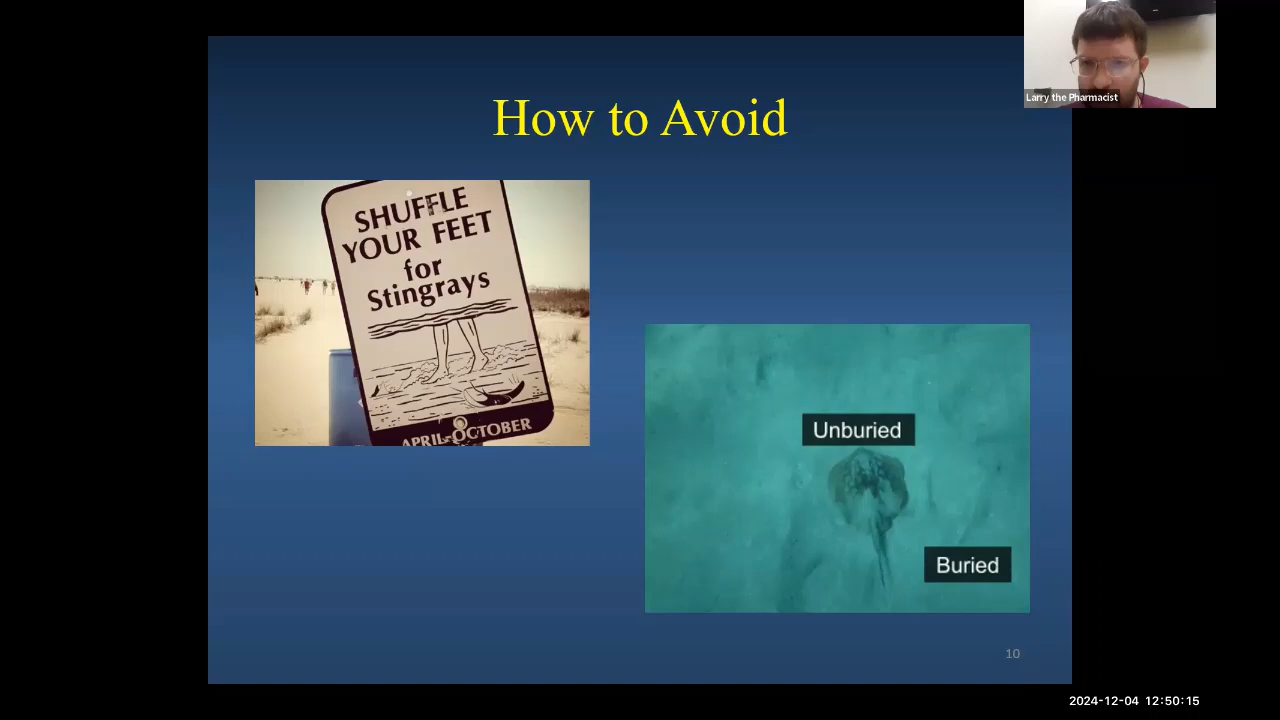 Larry the Pharmacist
How to Avoid
SHUFFLE
YOUR FEET
for
Stingrays
APRIL-OCTOBER
Unburied
Buried
10
2024-12-04 12:50:15